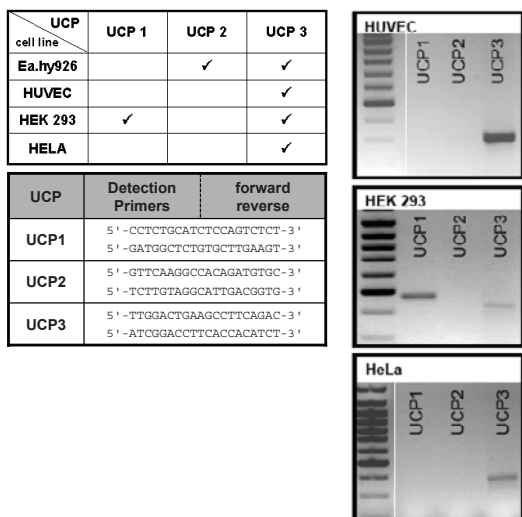 UCP
cell line
UCP 1 UCP 2 UCP 3
Ea.hy926 ✓ ✓
HUVEC ✓
HEK 293 ✓ ✓
HELA ✓
UCP Detection Primers forward reverse
UCP1 5'-CCTCTGCATCTCCAGTCTCT-3'
5'-GATGGCTCTGTGCTTGAAGT-3'
UCP2 5'-GTTCAAGGCCACAGATGTGC-3'
5'-TCTTGTAGGCATTGACGGTG-3'
UCP3 5'-TTGGACTGAAGCCTTCAGAC-3'
5'-ATCGGACCTTCACCACATCT-3'
HUVEC
UCP1 UCP2 UCP3
HEK 293
UCP1 UCP2 UCP3
HeLa
UCP1 UCP2 UCP3